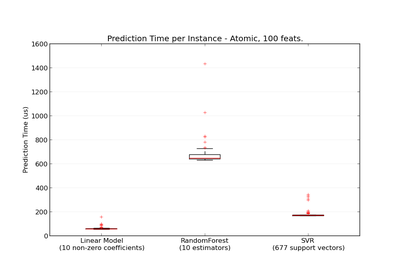 Prediction Time per Instance - Atomic, 100 feats.
1600
1400
1200
1000
800
600
400
200
0
Prediction Time (us)
Linear Model
(10 non-zero coefficients)
RandomForest
(10 estimators)
SVR
(677 support vectors)